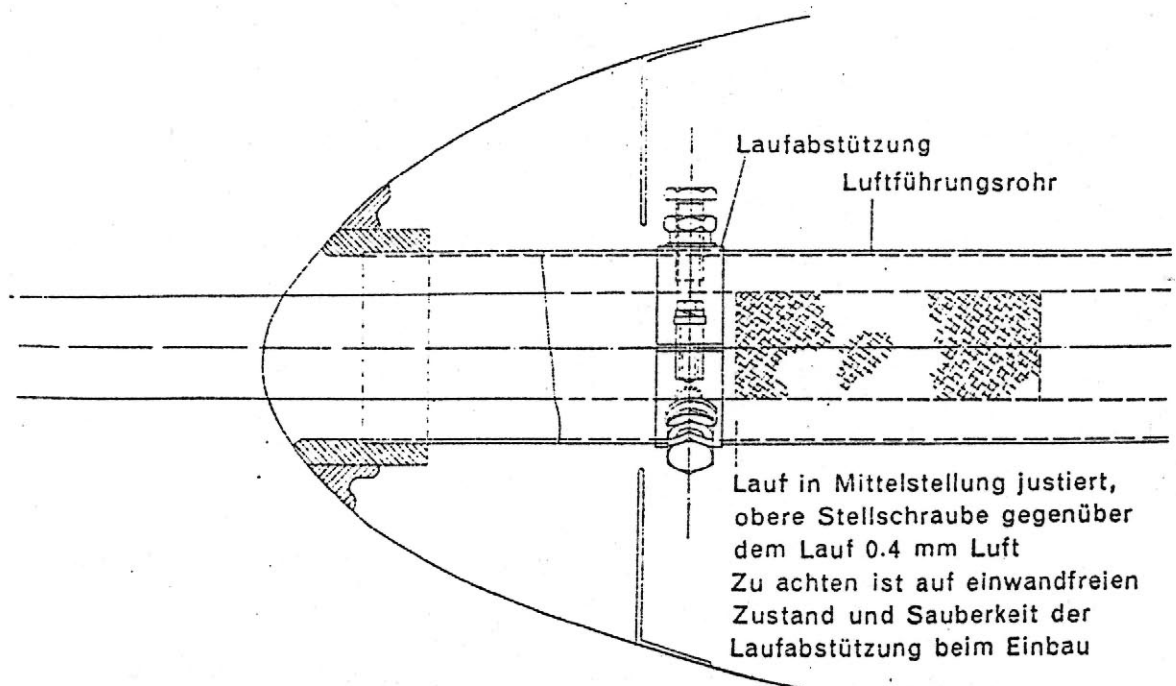 Laufabstützung
Luftführungsrohr
Lauf in Mittelstellung justiert,
obere Stellschraube gegenüber
dem Lauf 0.4 mm Luft
Zu achten ist auf einwandfreien
Zustand und Sauberkeit der
Laufabstützung beim Einbau